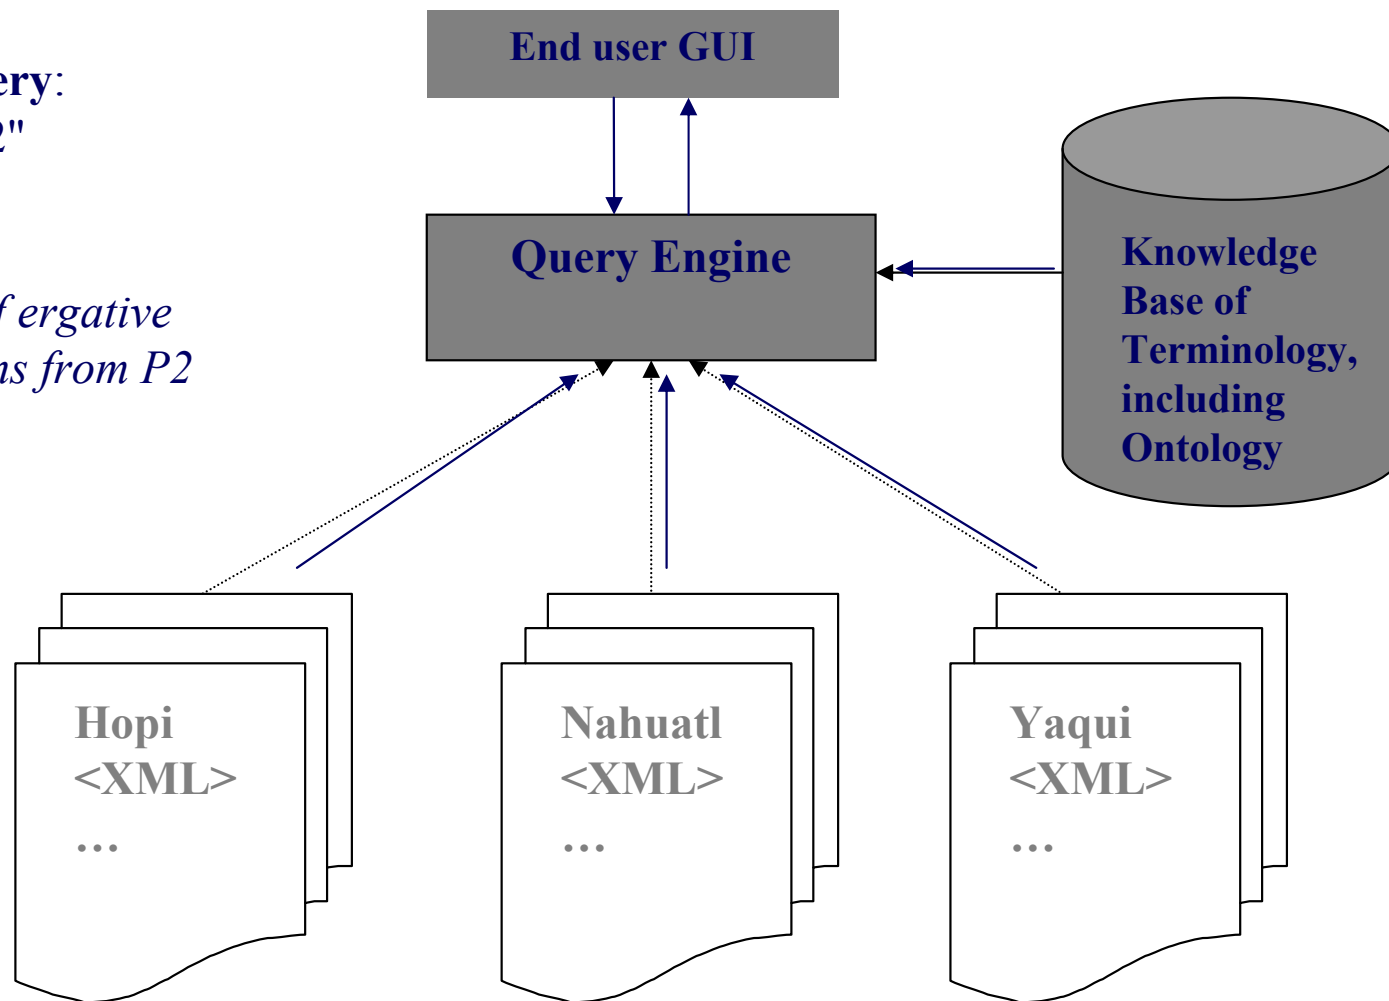 End user GUI
ery:
2"
Query Engine
f ergative
ns from P2
Knowledge
Base of
Terminology,
including
Ontology
Hopi
<XML>
…
Nahuatl
<XML>
…
Yaqui
<XML>
…